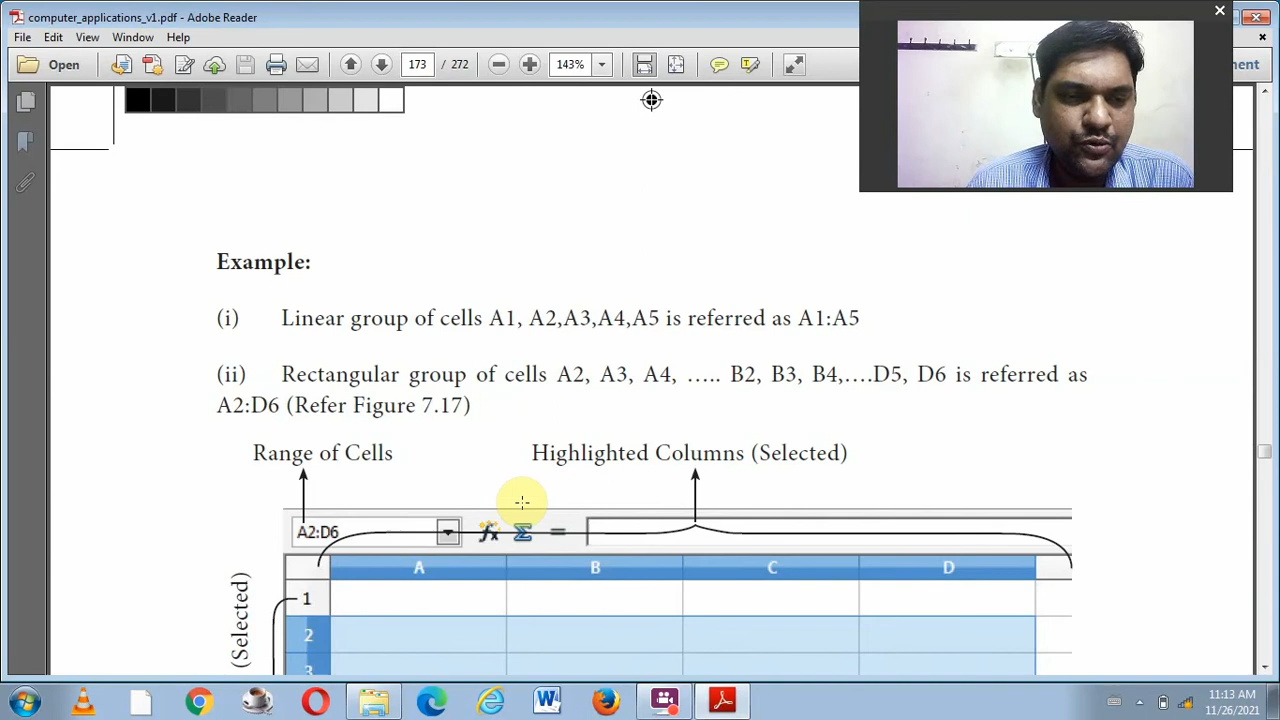 computer_applications_v1.pdf - Adobe Reader
File Edit View Window Help
Open 173 / 272 143% ment
Example:
(i) Linear group of cells A1, A2,A3,A4,A5 is referred as A1:A5
(ii) Rectangular group of cells A2, A3, A4, ….. B2, B3, B4,….D5, D6 is referred as
A2:D6 (Refer Figure 7.17)
Range of Cells Highlighted Columns (Selected)
A2:D6 fx Σ =
A B C D
1
2
3
(Selected)
11:13 AM
11/26/2021